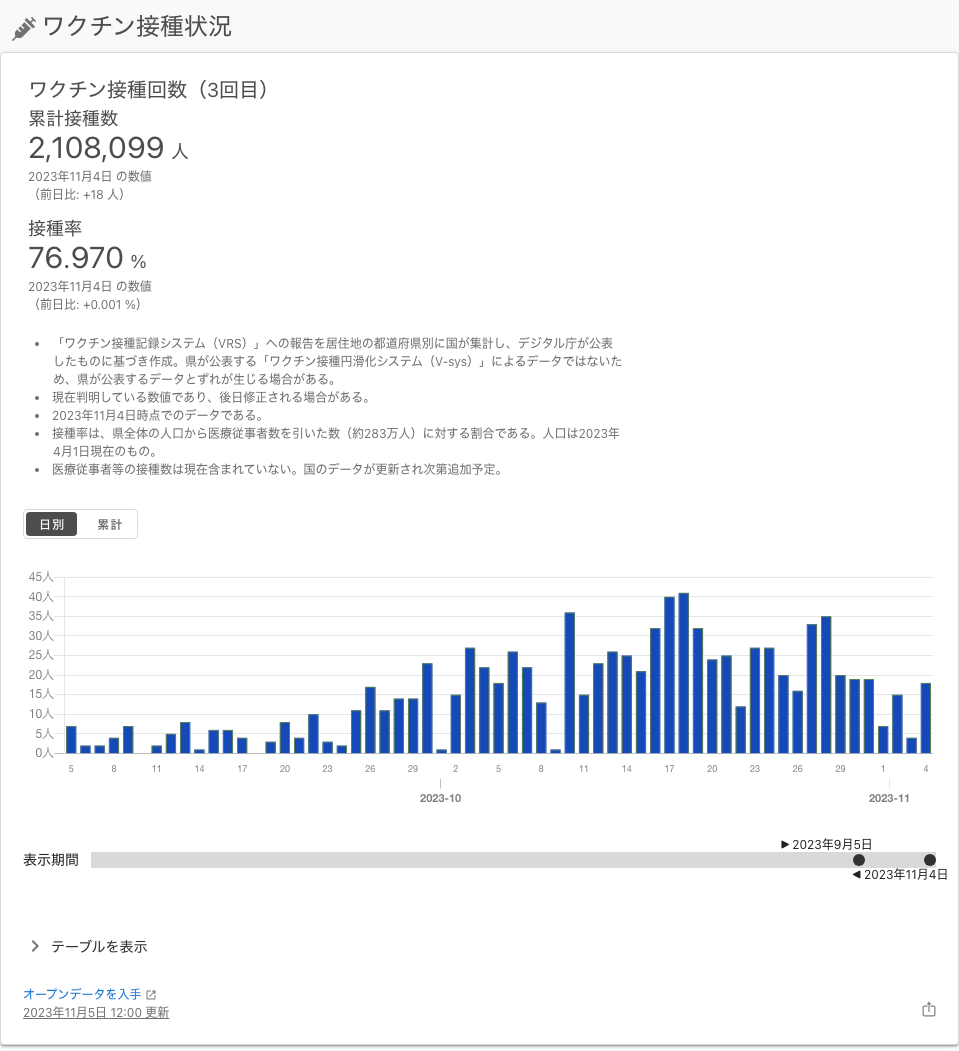 ワクチン接種状況
ワクチン接種回数（3回目）
累計接種数
2,108,099 人
2023年11月4日 の数値
（前日比: +18 人）
接種率
76.970 %
2023年11月4日 の数値
（前日比: +0.001 %）
• 「ワクチン接種記録システム（VRS）」への報告を居住地の都道府県別に国が集計し、デジタル庁が公表
したものに基づき作成。県が公表する「ワクチン接種円滑化システム（V-sys）」によるデータではないた
め、県が公表するデータとずれが生じる場合がある。
• 現在判明している数値であり、後日修正される場合がある。
• 2023年11月4日時点でのデータである。
• 接種率は、県全体の人口から医療従事者数を引いた数（約283万人）に対する割合である。人口は2023年
4月1日現在のもの。
• 医療従事者等の接種数は現在含まれていない。国のデータが更新され次第追加予定。
日別 累計
45人
40人
35人
30人
25人
20人
15人
10人
5人
0人
5 8 11 14 17 20 23 26 29 2 5 8 11 14 17 20 23 26 29 1 4
2023-10 2023-11
▶ 2023年9月5日
表示期間
◀ 2023年11月4日
テーブルを表示
オープンデータを入手
2023年11月5日 12:00 更新